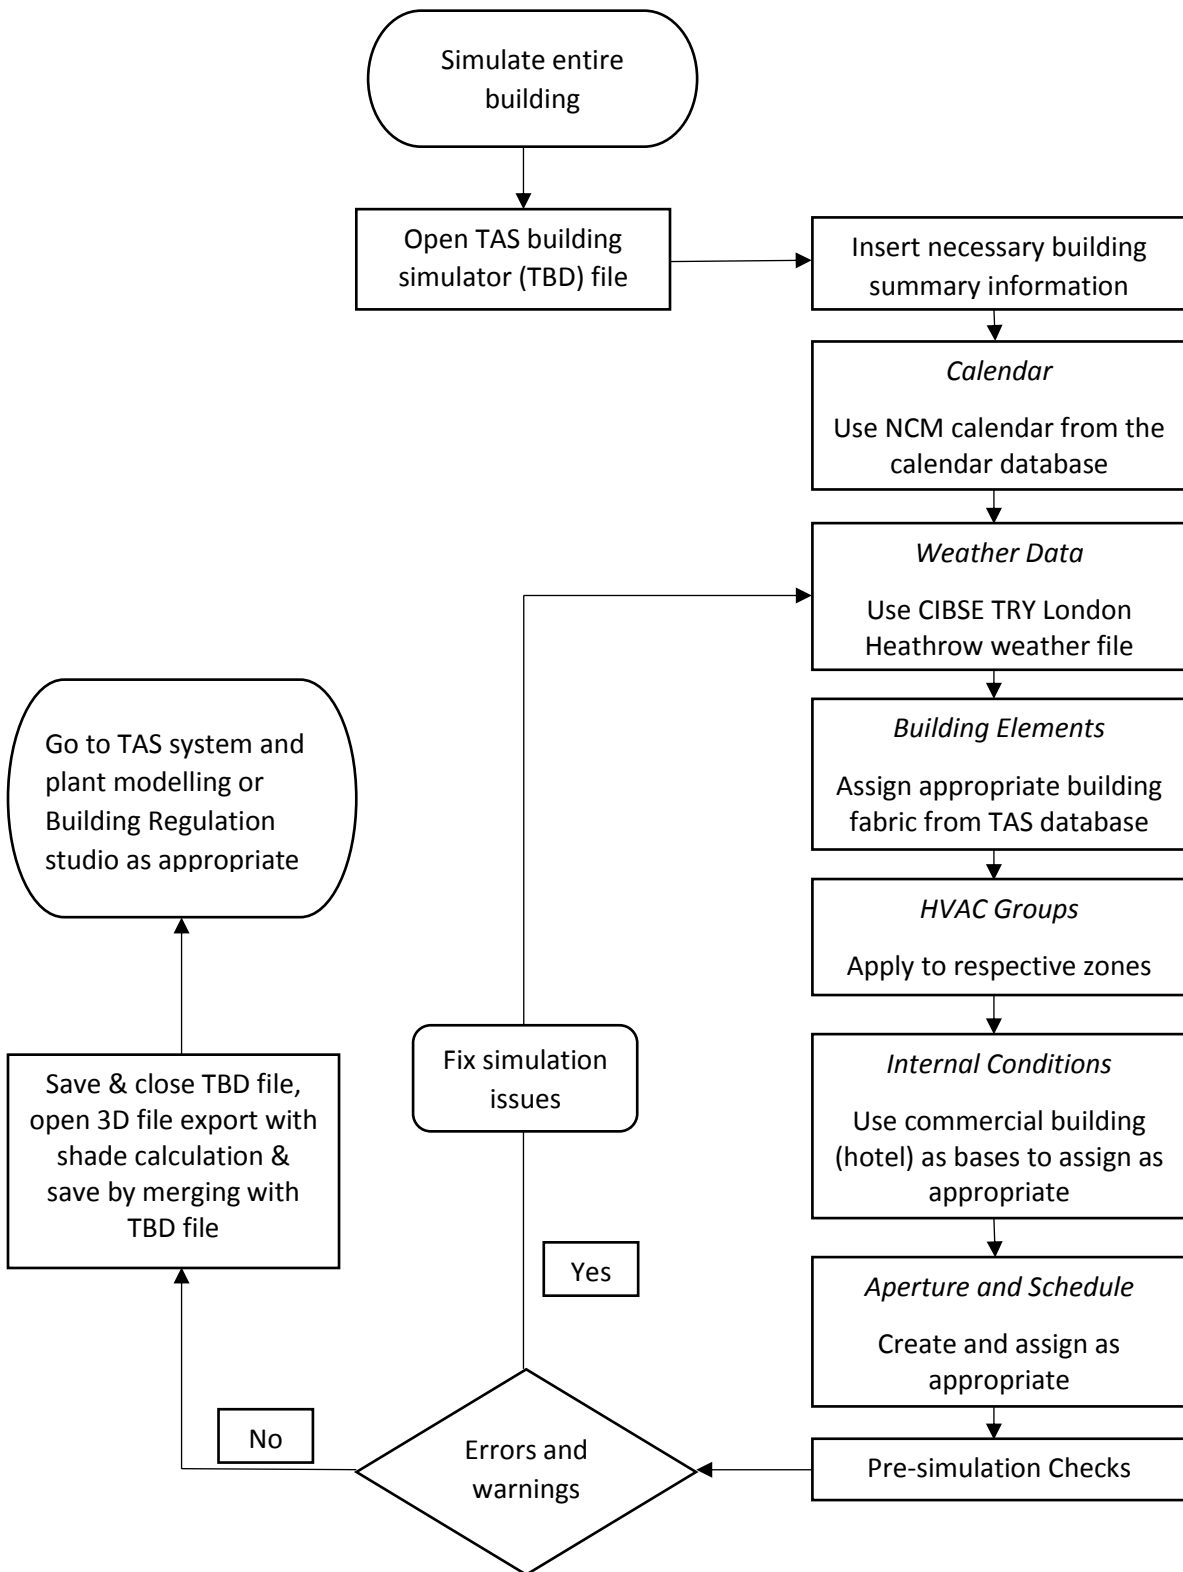 Simulate entire
building
Open TAS building
simulator (TBD) file
Insert necessary building
summary information
Calendar
Use NCM calendar from the
calendar database
Weather Data
Use CIBSE TRY London
Heathrow weather file
Building Elements
Assign appropriate building
fabric from TAS database
HVAC Groups
Apply to respective zones
Internal Conditions
Use commercial building
(hotel) as bases to assign as
appropriate
Aperture and Schedule
Create and assign as
appropriate
Pre-simulation Checks
Errors and
warnings
Yes
Fix simulation
issues
No
Save & close TBD file,
open 3D file export with
shade calculation &
save by merging with
TBD file
Go to TAS system and
plant modelling or
Building Regulation
studio as appropriate